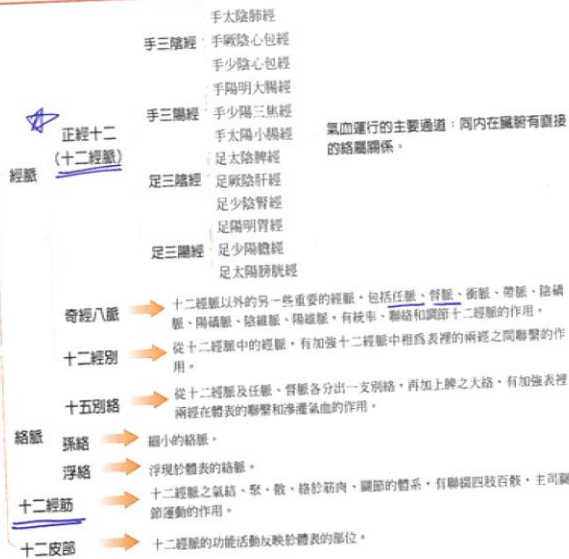 手太陰肺經
手三陰經 手厥陰心包經
手少陰心包經
手陽明大腸經
手三陽經 手少陽三焦經
手太陽小腸經
正經十二
(十二經脈)
氣血運行的主要通道：同內在臟腑有直接
的絡屬關係。
經脈
足太陰脾經
足三陰經 足厥陰肝經
足少陰腎經
足陽明胃經
足三陽經 足少陽膽經
足太陽膀胱經
奇經八脈
十二經脈以外的另一些重要的經脈，包括任脈、督脈、衝脈、帶脈、陰蹻
脈、陽蹻脈、陰維脈、陽維脈，有統率、聯絡和調節十二經脈的作用。
十二經別
從十二經脈中的經脈，有加強十二經脈中相為表裡的兩經之間聯繫的作
用。
十五別絡
從十二經脈及任脈、督脈各分出一支別絡，再加上脾之大絡，有加強表裡
兩經在體表的聯繫和滲灌氣血的作用。
絡脈
孫絡 細小的絡脈。
浮絡 浮現於體表的絡脈。
十二經筋
十二經脈之氣結、聚、散、絡於筋肉、關節的體系，有聯綴四肢百骸，主司關
節運動的作用。
十二皮部 十二經脈的功能活動反映於體表的部位。